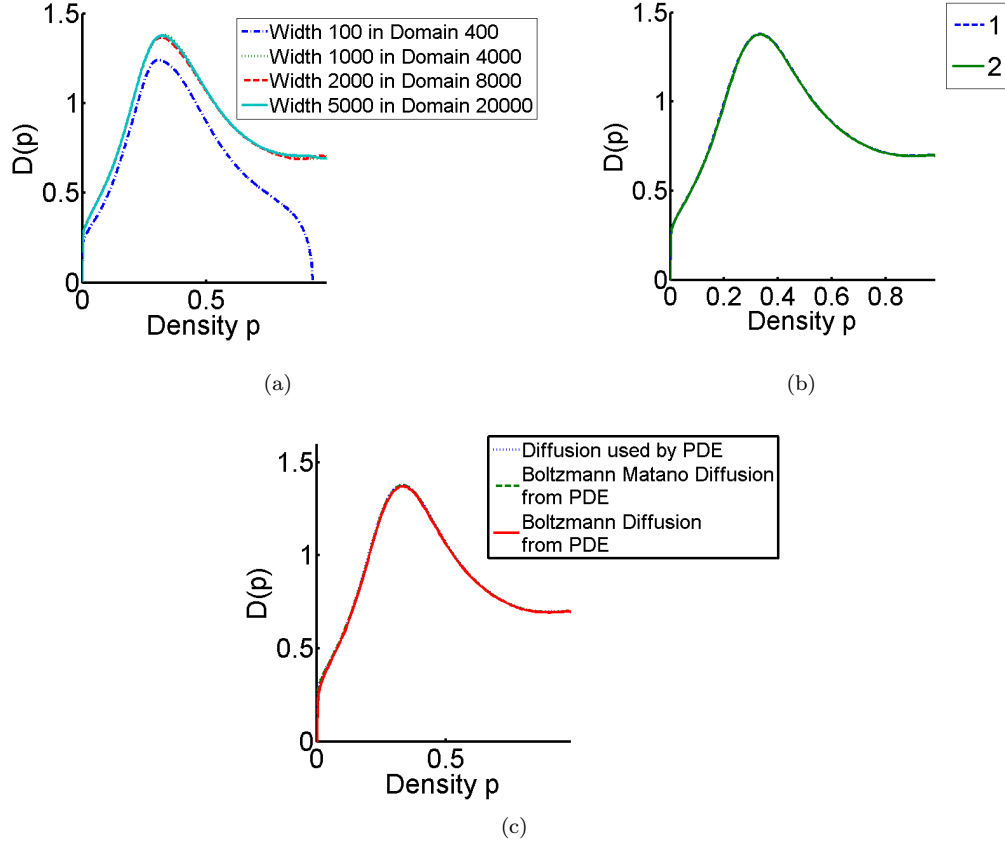 1.5
1
0.5
0
D(p)
0
0.5
Density p
Width 100 in Domain 400
Width 1000 in Domain 4000
Width 2000 in Domain 8000
Width 5000 in Domain 20000
(a)
1.5
1
0.5
0
D(p)
0
0.2
0.4
0.6
0.8
Density p
1
2
(b)
1.5
1
0.5
0
D(p)
0
0.5
Density p
Diffusion used by PDE
Boltzmann Matano Diffusion
from PDE
Boltzmann Diffusion
from PDE
(c)